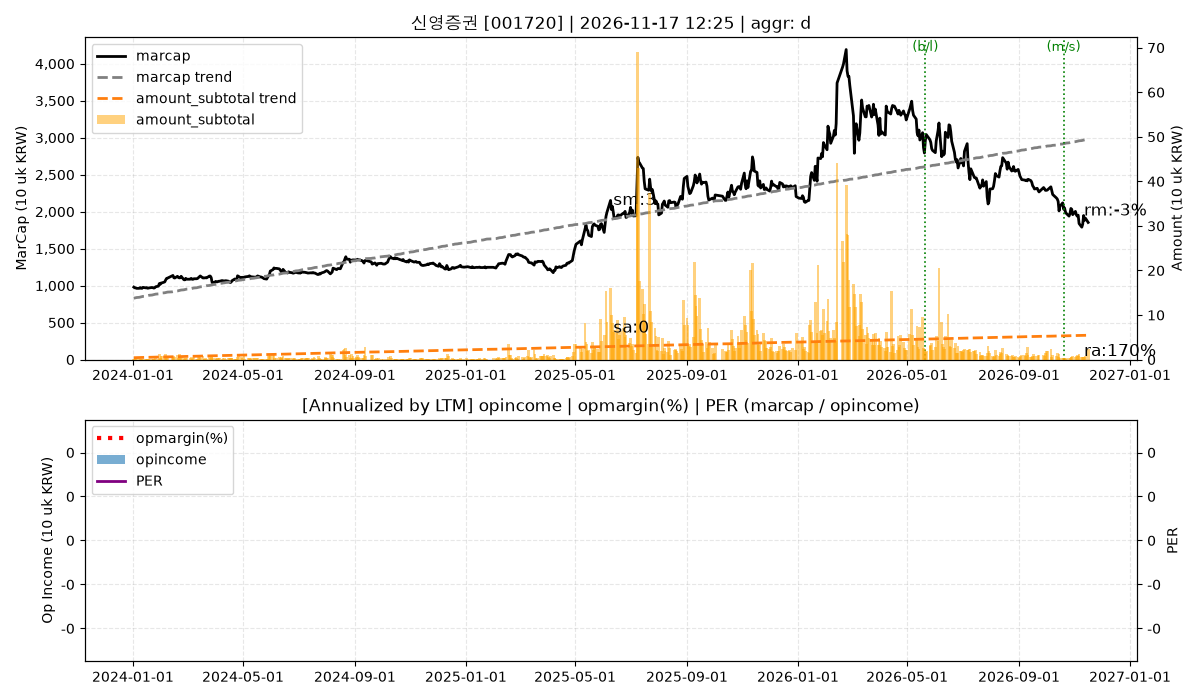 신영증권 [001720] | 2026-11-17 12:25 | aggr: d
marcap
marcap trend
amount_subtotal trend
amount_subtotal
(b/l)
(m/s)
MarCap (10 uk KRW)
4,000
3,500
3,000
2,500
2,000
1,500
1,000
500
0
Amount (10 uk KRW)
70
60
50
40
30
20
10
0
sm:3
rm:-3%
sa:0
ra:170%
2024-01-01
2024-05-01
2024-09-01
2025-01-01
2025-05-01
2025-09-01
2026-01-01
2026-05-01
2026-09-01
2027-01-01
[Annualized by LTM] opincome | opmargin(%) | PER (marcap / opincome)
opmargin(%)
opincome
PER
Op Income (10 uk KRW)
0
0
0
-0
-0
PER
0
0
0
-0
-0
2024-01-01
2024-05-01
2024-09-01
2025-01-01
2025-05-01
2025-09-01
2026-01-01
2026-05-01
2026-09-01
2027-01-01